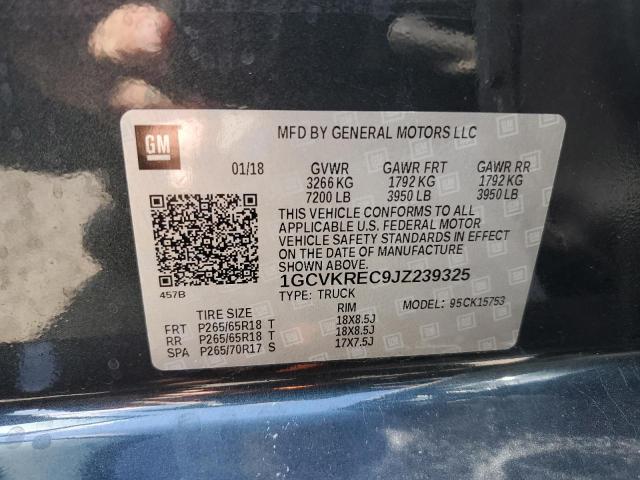 GM
MFD BY GENERAL MOTORS LLC
01/18 GVWR GAWR FRT GAWR RR
3266 KG 1792 KG 1792 KG
7200 LB 3950 LB 3950 LB
THIS VEHICLE CONFORMS TO ALL
APPLICABLE U.S. FEDERAL MOTOR
VEHICLE SAFETY STANDARDS IN EFFECT
ON THE DATE OF MANUFACTURE
SHOWN ABOVE.
1GCVKREC9JZ239325
457B
TYPE: TRUCK MODEL: 95CK15753
TIRE SIZE RIM
FRT P265/65R18 T 18X8.5J
RR P265/65R18 T 18X8.5J
SPA P265/70R17 S 17X7.5J